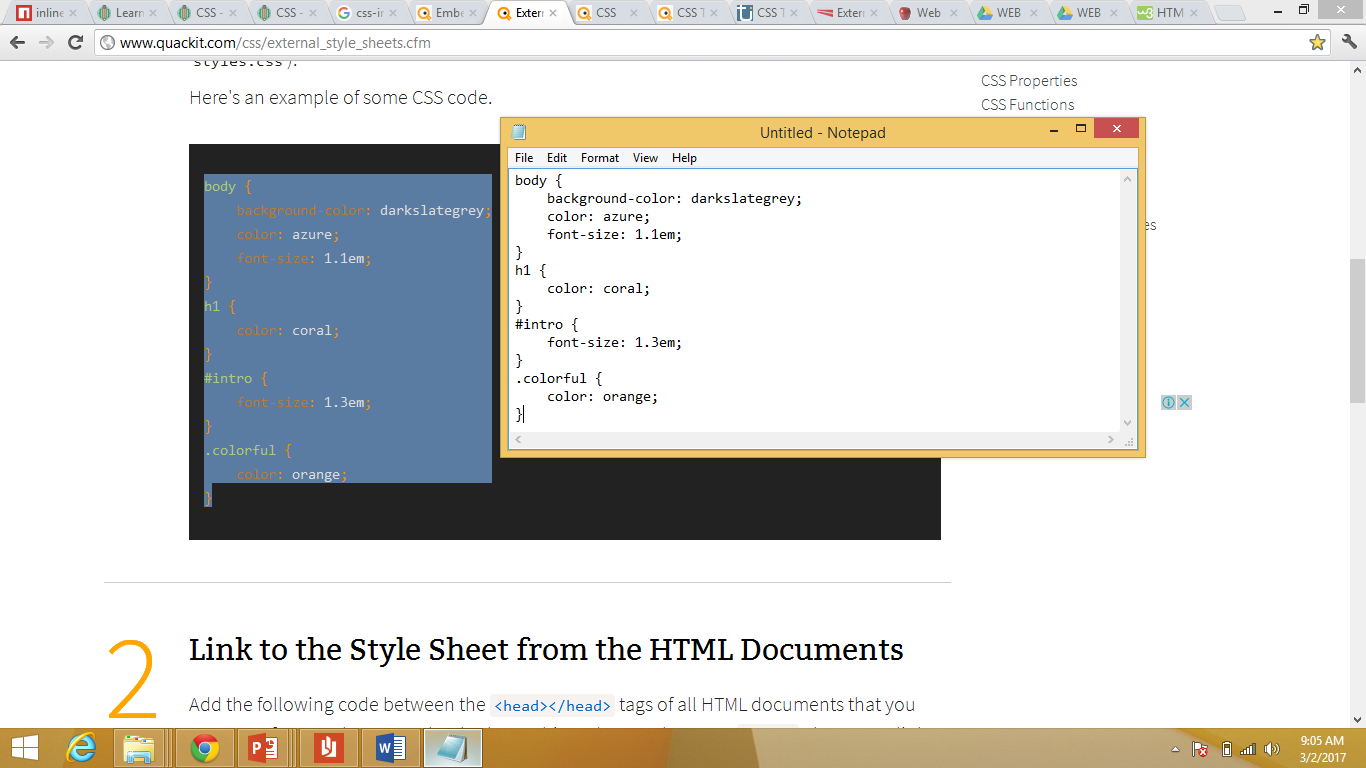 inline
Learn
CSS -
CSS -
css-in
Embe
Extern
CSS
CSS T
CSS T
Extern
Web
WEB
WEB
HTM
www.quackit.com/css/external_style_sheets.cfm
styles.css ).
Here's an example of some CSS code.
CSS Properties
CSS Functions
es
body {
    background-color: darkslategrey;
    color: azure;
    font-size: 1.1em;
}
h1 {
    color: coral;
}
#intro {
    font-size: 1.3em;
}
.colorful {
    color: orange;
}
Untitled - Notepad
File Edit Format View Help
body {
    background-color: darkslategrey;
    color: azure;
    font-size: 1.1em;
}
h1 {
    color: coral;
}
#intro {
    font-size: 1.3em;
}
.colorful {
    color: orange;
}
2
Link to the Style Sheet from the HTML Documents
Add the following code between the <head></head> tags of all HTML documents that you
9:05 AM
3/2/2017